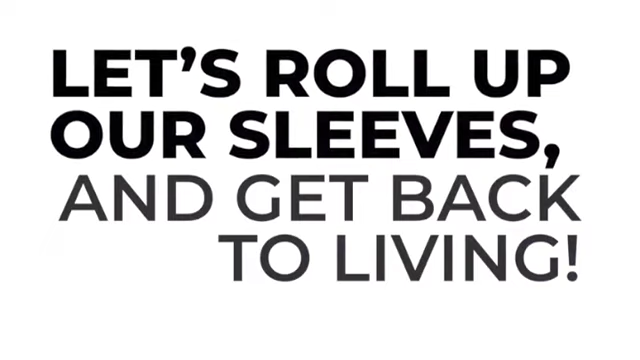 LET’S ROLL UP
OUR SLEEVES,
AND GET BACK
TO LIVING!